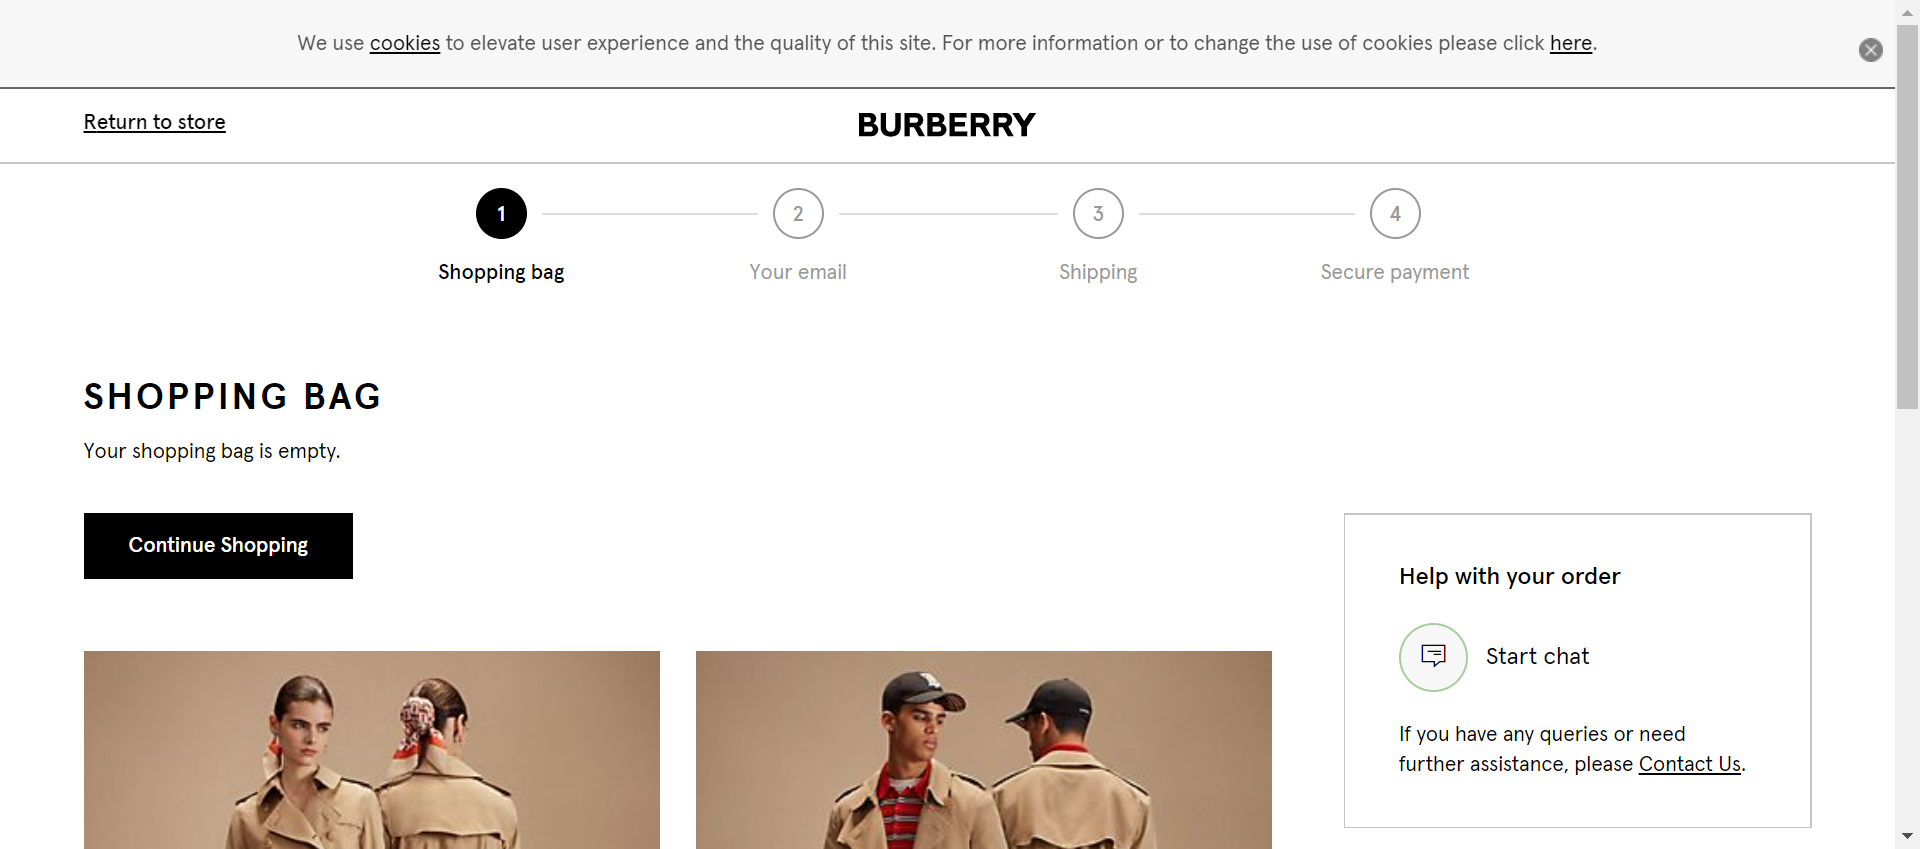 We use cookies to elevate user experience and the quality of this site. For more information or to change the use of cookies please click here.
Return to store
BURBERRY
1
2
3
4
Shopping bag
Your email
Shipping
Secure payment
SHOPPING BAG
Your shopping bag is empty.
Continue Shopping
Help with your order
Start chat
If you have any queries or need
further assistance, please Contact Us.